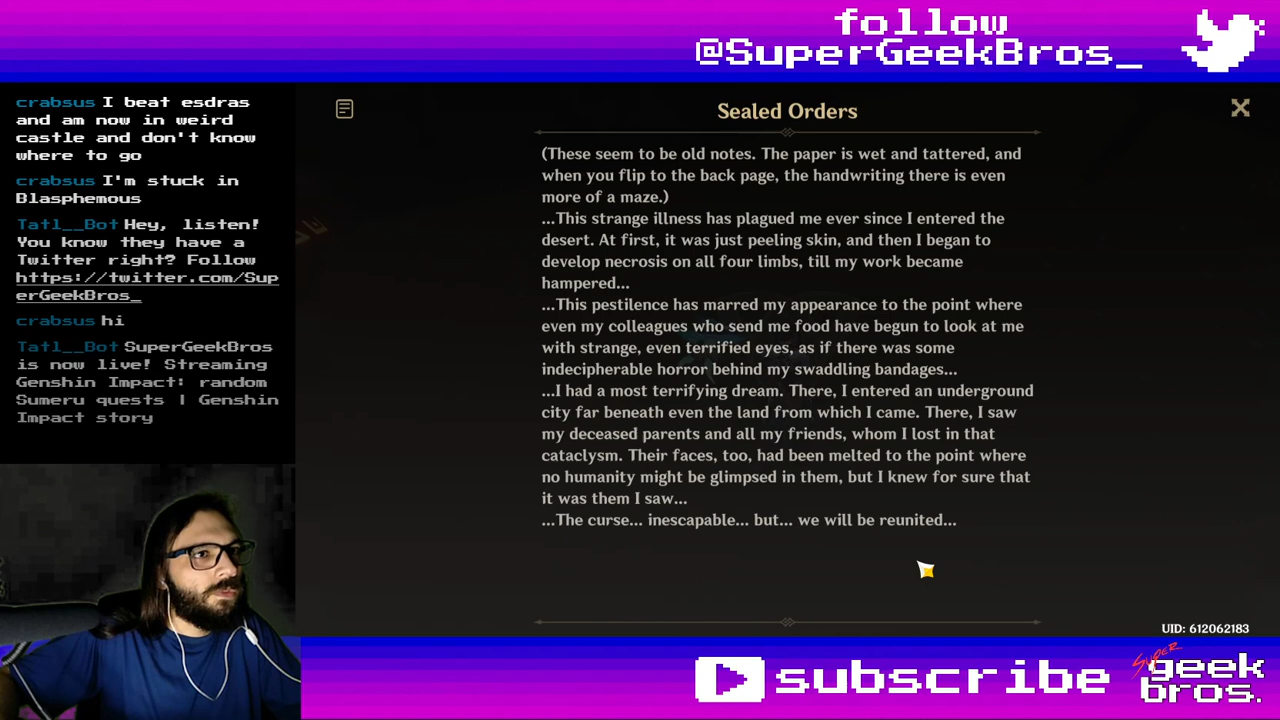 follow
@SuperGeekBros_
crabsus I beat esdras
and am now in weird
castle and don't know
where to go
crabsus I'm stuck in
Blasphemous
Tatl__Bot Hey, listen!
You know they have a
Twitter right? Follow
https://twitter.com/Sup
erGeekBros_
crabsus hi
Tatl__Bot SuperGeekBros
is now live! Streaming
Genshin Impact: random
Sumeru quests | Genshin
Impact story
Sealed Orders
(These seem to be old notes. The paper is wet and tattered, and
when you flip to the back page, the handwriting there is even
more of a maze.)
...This strange illness has plagued me ever since I entered the
desert. At first, it was just peeling skin, and then I began to
develop necrosis on all four limbs, till my work became
hampered...
...This pestilence has marred my appearance to the point where
even my colleagues who send me food have begun to look at me
with strange, even terrified eyes, as if there was some
indecipherable horror behind my swaddling bandages...
...I had a most terrifying dream. There, I entered an underground
city far beneath even the land from which I came. There, I saw
my deceased parents and all my friends, whom I lost in that
cataclysm. Their faces, too, had been melted to the point where
no humanity might be glimpsed in them, but I knew for sure that
it was them I saw...
...The curse... inescapable... but... we will be reunited...
UID: 612062183
subscribe
SUPER
geek
bros.